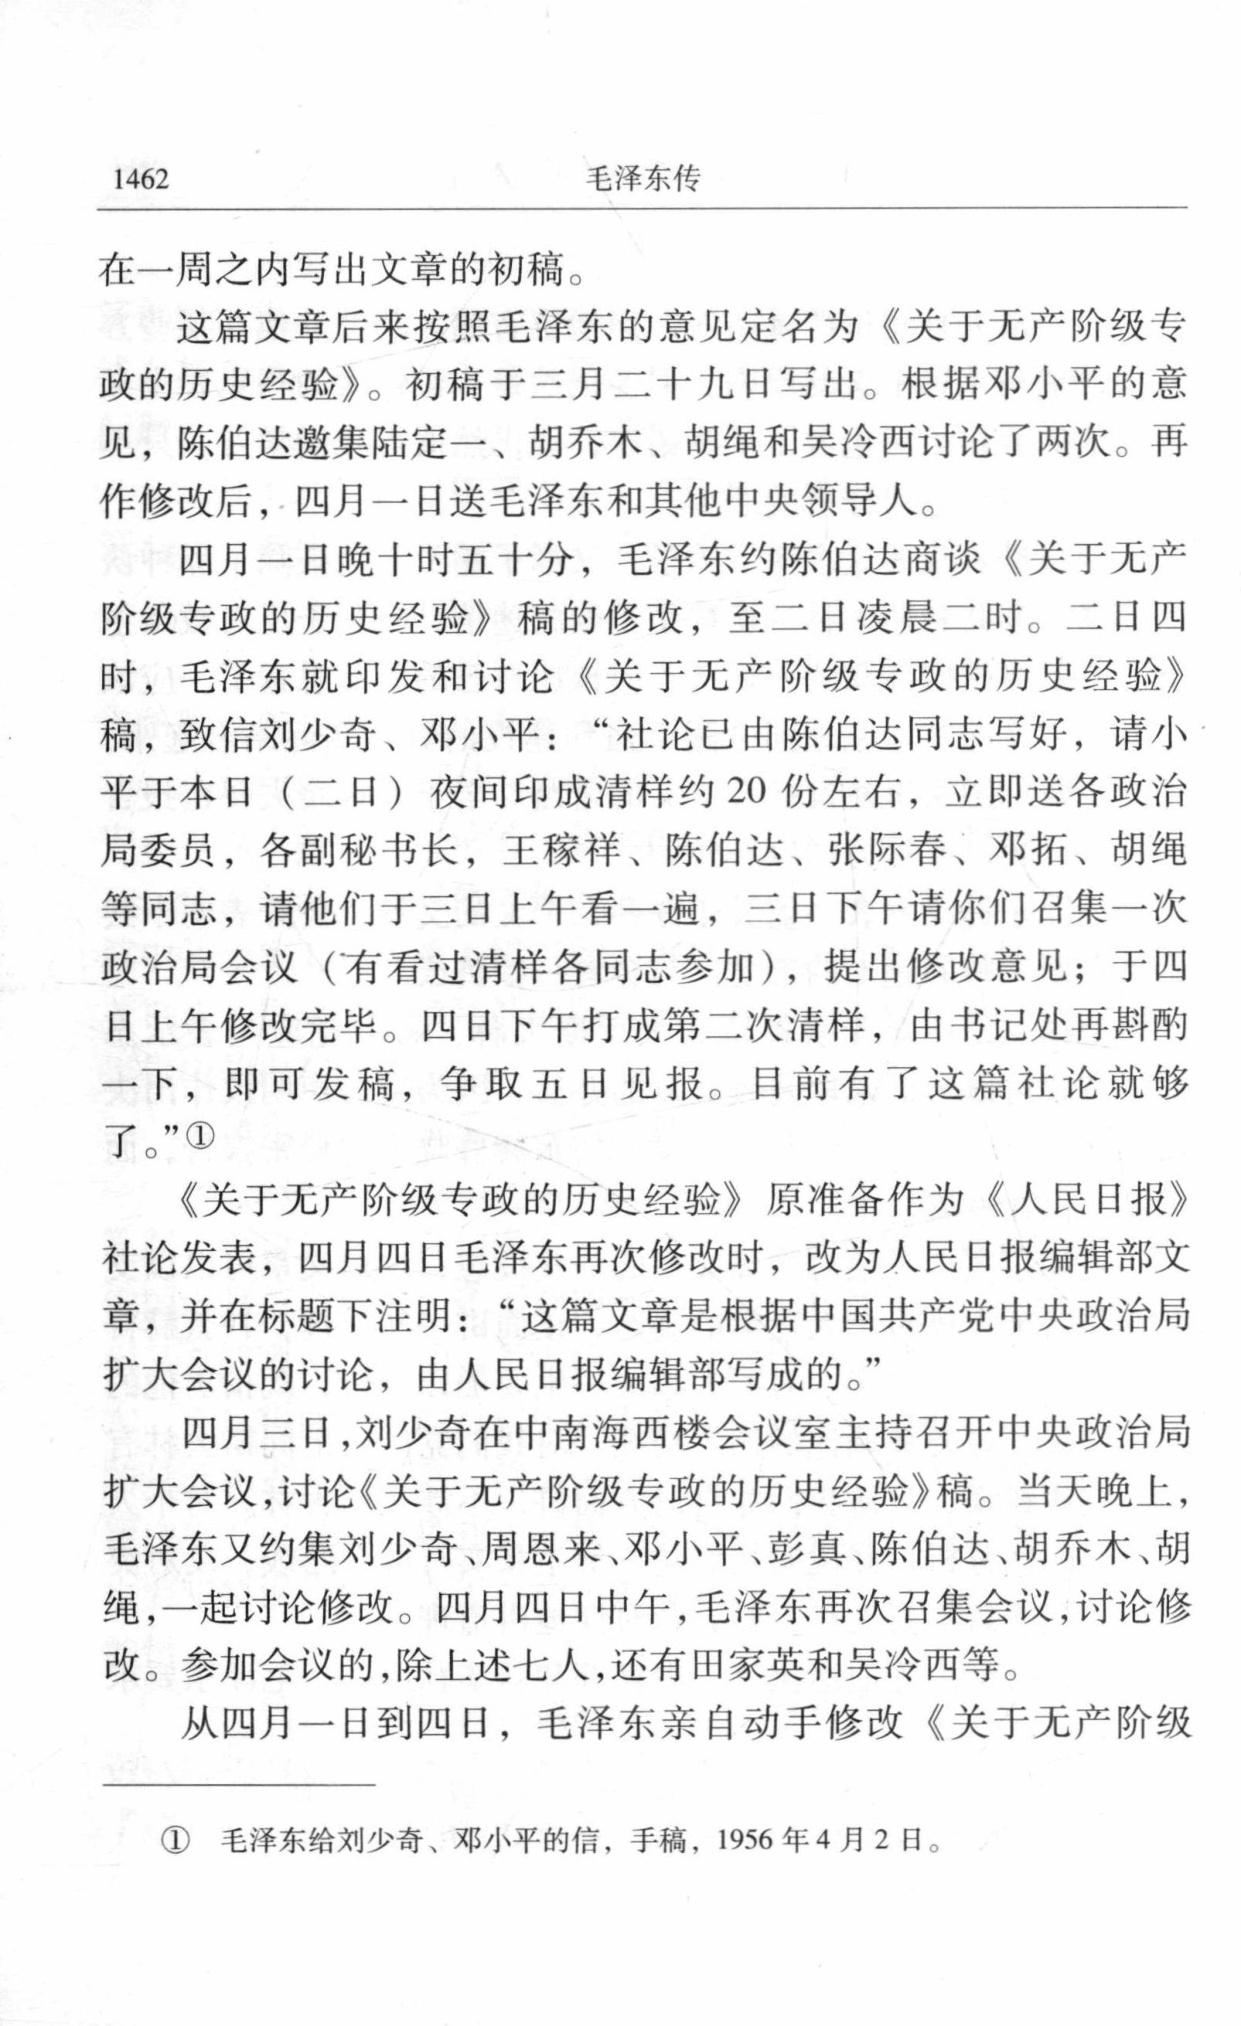 1462
毛泽东传
在一周之内写出文章的初稿。
这篇文章后来按照毛泽东的意见定名为《关于无产阶级专
政的历史经验》。初稿于三月二十九日写出。根据邓小平的意
见，陈伯达邀集陆定一、胡乔木、胡绳和吴冷西讨论了两次。再
作修改后，四月一日送毛泽东和其他中央领导人。
四月一日晚十时五十分，毛泽东约陈伯达商谈《关于无产
阶级专政的历史经验》稿的修改，至二日凌晨二时。二日四
时，毛泽东就印发和讨论《关于无产阶级专政的历史经验》
稿，致信刘少奇、邓小平：“社论已由陈伯达同志写好，请小
平于本日（二日）夜间印成清样约 20 份左右，立即送各政治
局委员，各副秘书长，王稼祥、陈伯达、张际春、邓拓、胡绳
等同志，请他们于三日上午看一遍，三日下午请你们召集一次
政治局会议（有看过清样各同志参加），提出修改意见；于四
日上午修改完毕。四日下午打成第二次清样，由书记处再斟酌
一下，即可发稿，争取五日见报。目前有了这篇社论就够
了。”①
《关于无产阶级专政的历史经验》原准备作为《人民日报》
社论发表，四月四日毛泽东再次修改时，改为人民日报编辑部文
章，并在标题下注明：“这篇文章是根据中国共产党中央政治局
扩大会议的讨论，由人民日报编辑部写成的。”
四月三日，刘少奇在中南海西楼会议室主持召开中央政治局
扩大会议，讨论《关于无产阶级专政的历史经验》稿。当天晚上，
毛泽东又约集刘少奇、周恩来、邓小平、彭真、陈伯达、胡乔木、胡
绳，一起讨论修改。四月四日中午，毛泽东再次召集会议，讨论修
改。参加会议的，除上述七人，还有田家英和吴冷西等。
从四月一日到四日，毛泽东亲自动手修改《关于无产阶级
① 毛泽东给刘少奇、邓小平的信，手稿，1956 年 4 月 2 日。